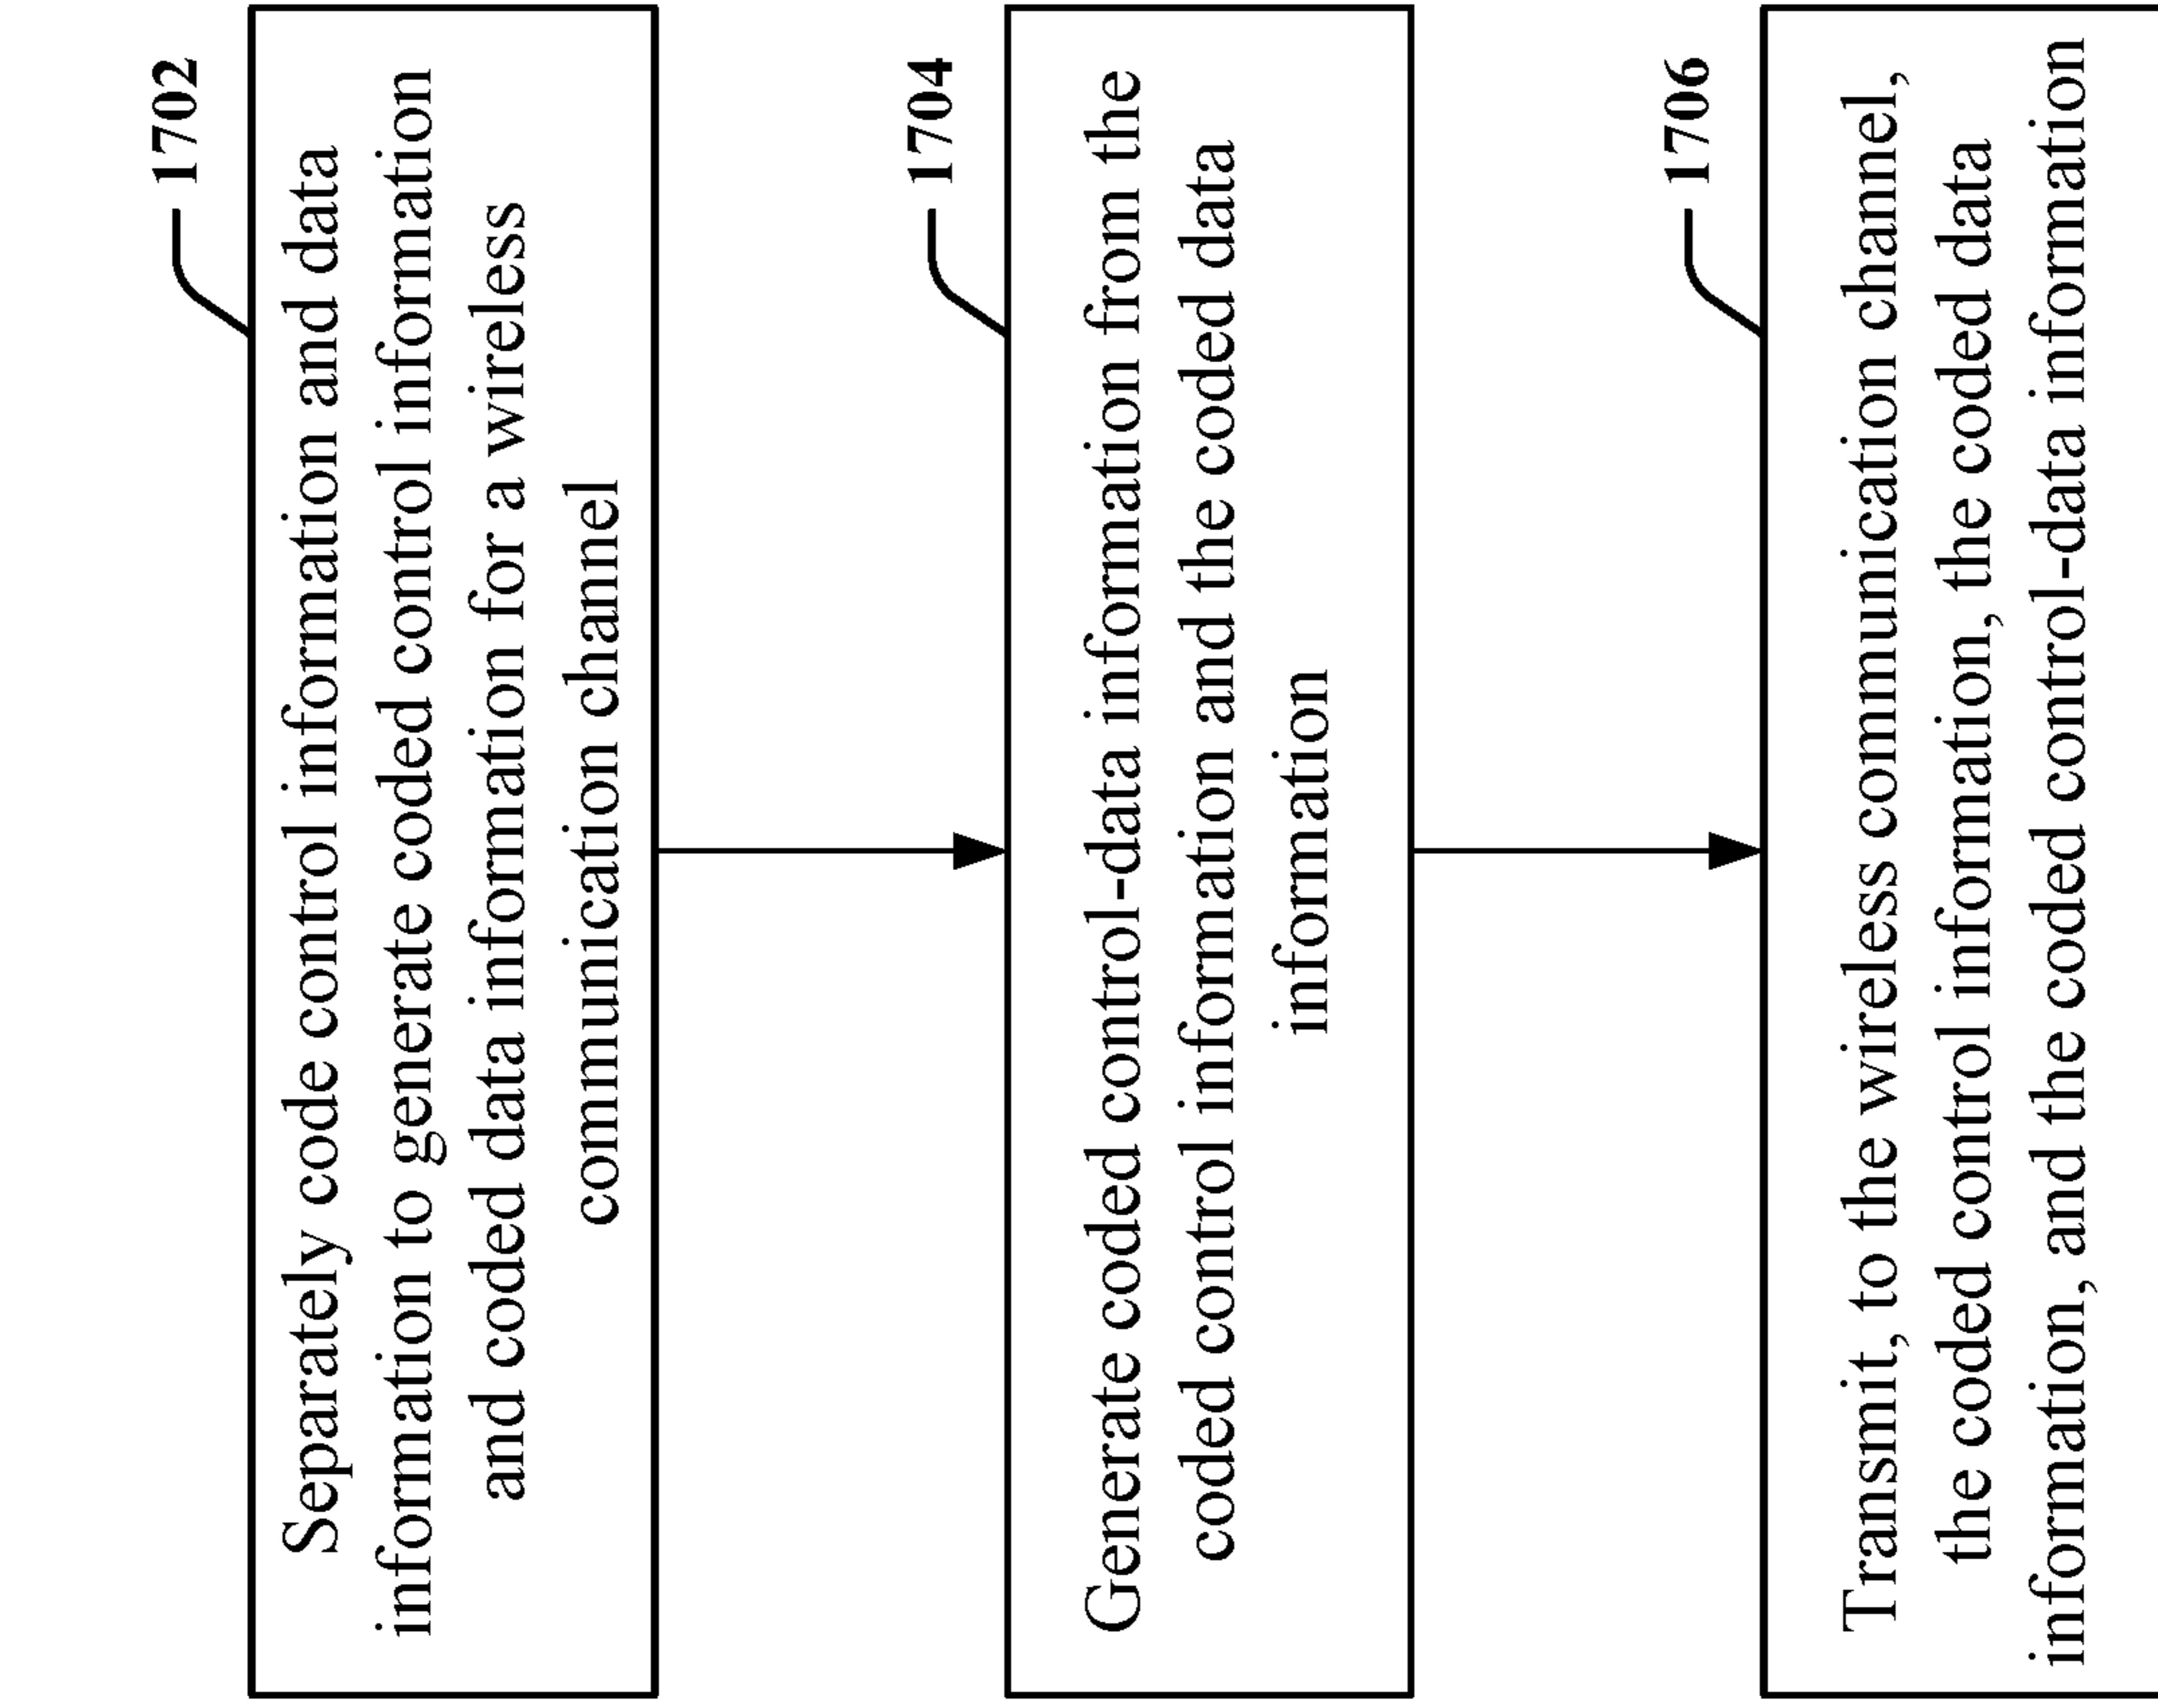 1702
Separately code control information and data
information to generate coded control information
and coded data information for a wireless
communication channel
1704
Generate coded control-data information from the
coded control information and the coded data
information
1706
Transmit, to the wireless communication channel,
the coded control information, the coded data
information, and the coded control-data information